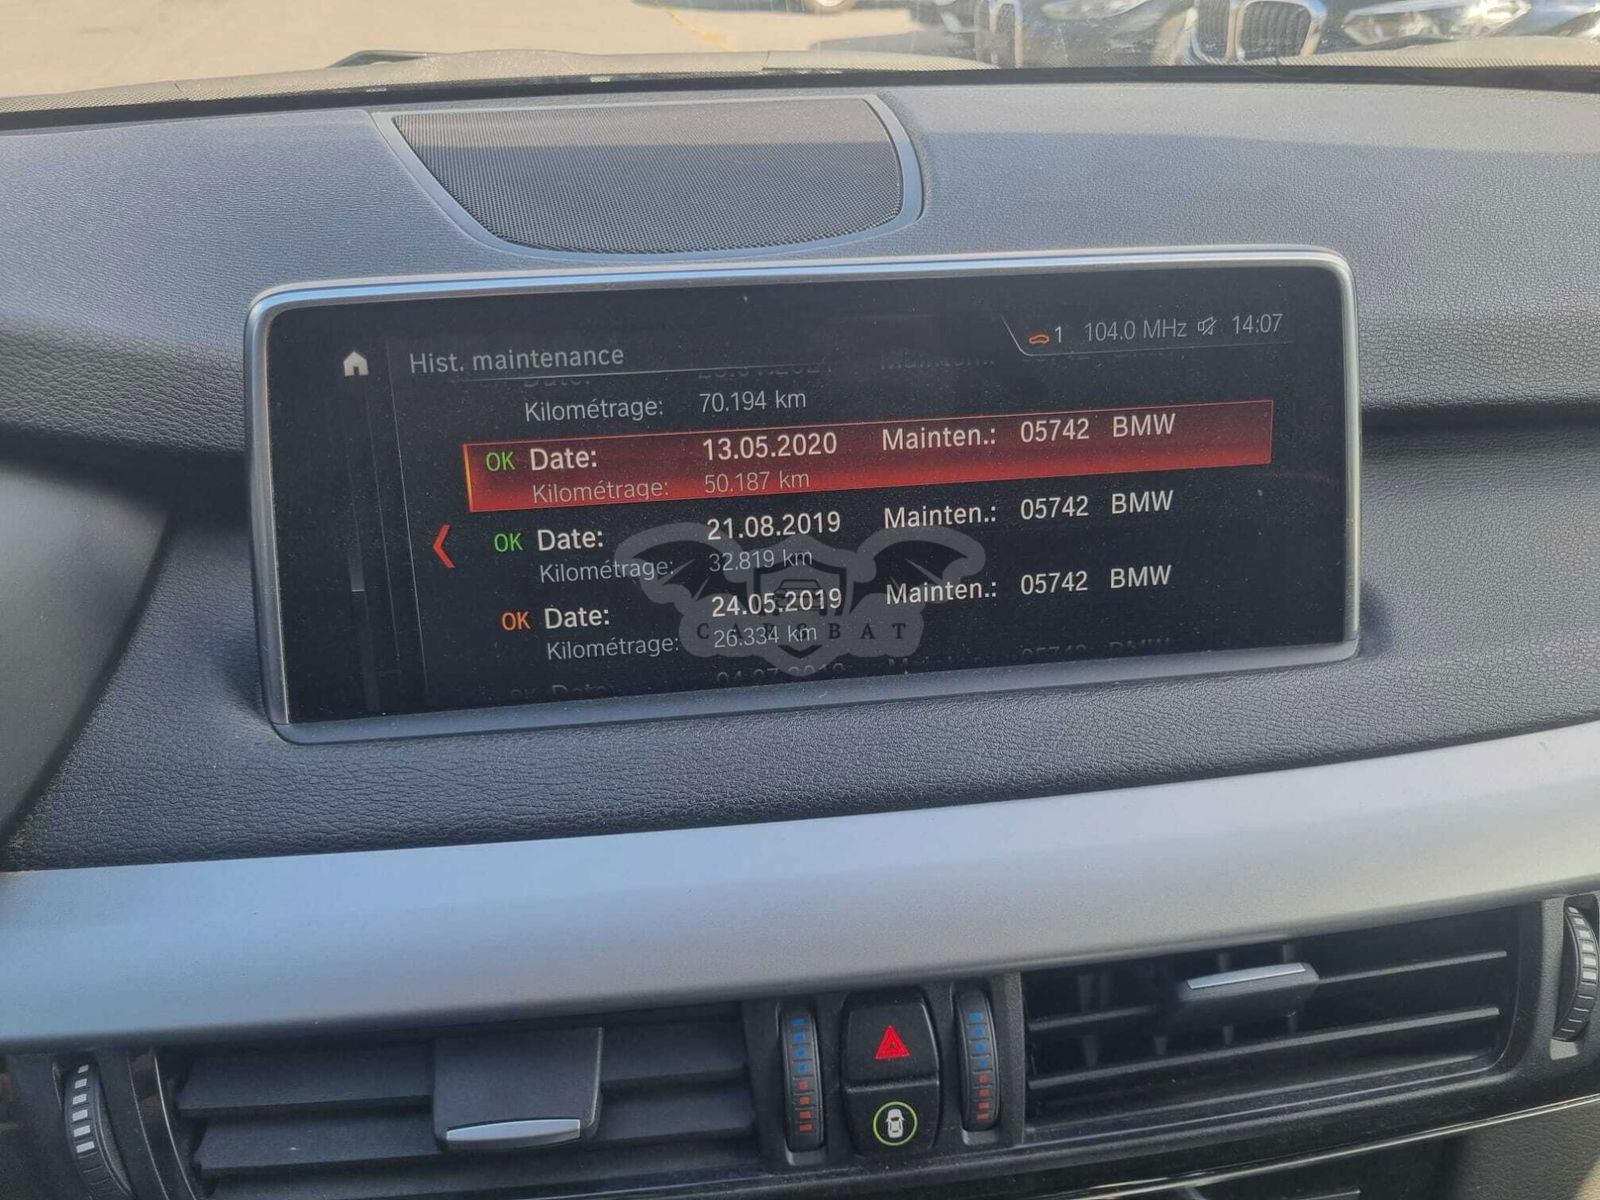 Hist. maintenance
1 104.0 MHz 14:07
Date:
Kilométrage: 70.194 km
OK Date: 13.05.2020 Mainten.: 05742 BMW
Kilométrage: 50.187 km
OK Date: 21.08.2019 Mainten.: 05742 BMW
Kilométrage: 32.819 km
OK Date: 24.05.2019 Mainten.: 05742 BMW
Kilométrage: 26.334 km
CARSBAT